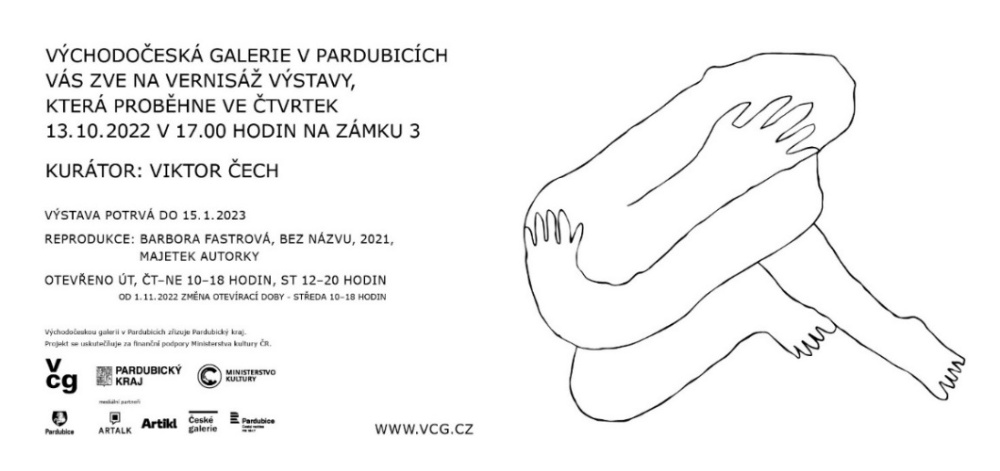 VÝCHODOČESKÁ GALERIE V PARDUBICÍCH
VÁS ZVE NA VERNISÁŽ VÝSTAVY,
KTERÁ PROBĚHNE VE ČTVRTEK
13.10.2022 V 17.00 HODIN NA ZÁMKU 3
KURÁTOR: VIKTOR ČECH
VÝSTAVA POTRVÁ DO 15.1.2023
REPRODUKCE: BARBORA FASTROVÁ, BEZ NÁZVU, 2021,
MAJETEK AUTORKY
OTEVŘENO ÚT, ČT–NE 10–18 HODIN, ST 12–20 HODIN
OD 1.11.2022 ZMĚNA OTEVÍRACÍ DOBY - STŘEDA 10–18 HODIN
Východočeskou galerii v Pardubicích zřizuje Pardubický kraj.
Projekt se uskutečňuje za finanční podpory Ministerstva kultury ČR.
vcg
PARDUBICKÝ
KRAJ
MINISTERSTVO
KULTURY
mediální partneři
Pardubice
ARTALK
Artikl
České
galerie
Pardubice
WWW.VCG.CZ